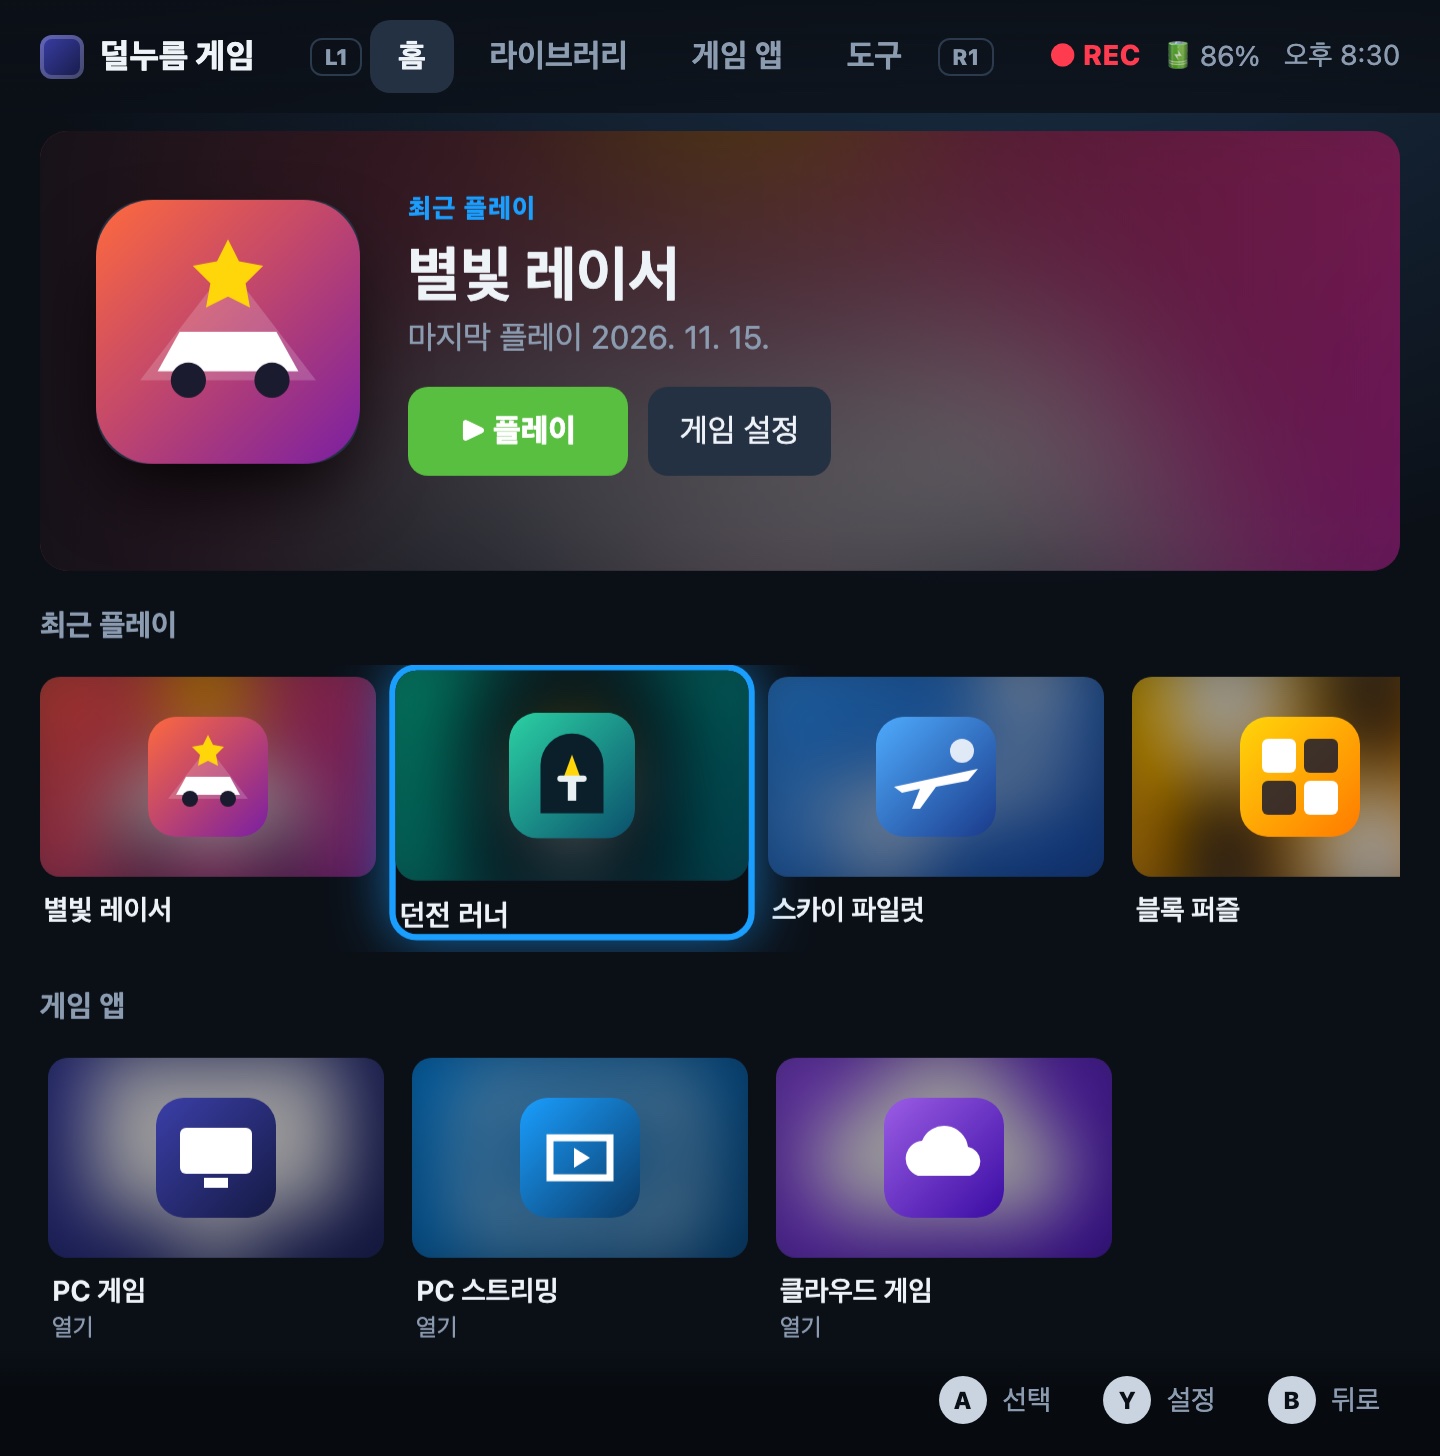 덜누름 게임
L1
홈
라이브러리
게임 앱
도구
R1
REC
86%
오후 8:30
최근 플레이
별빛 레이서
마지막 플레이 2026. 11. 15.
▶ 플레이
게임 설정
최근 플레이
별빛 레이서
던전 러너
스카이 파일럿
블록 퍼즐
게임 앱
PC 게임
열기
PC 스트리밍
열기
클라우드 게임
열기
A 선택
Y 설정
B 뒤로